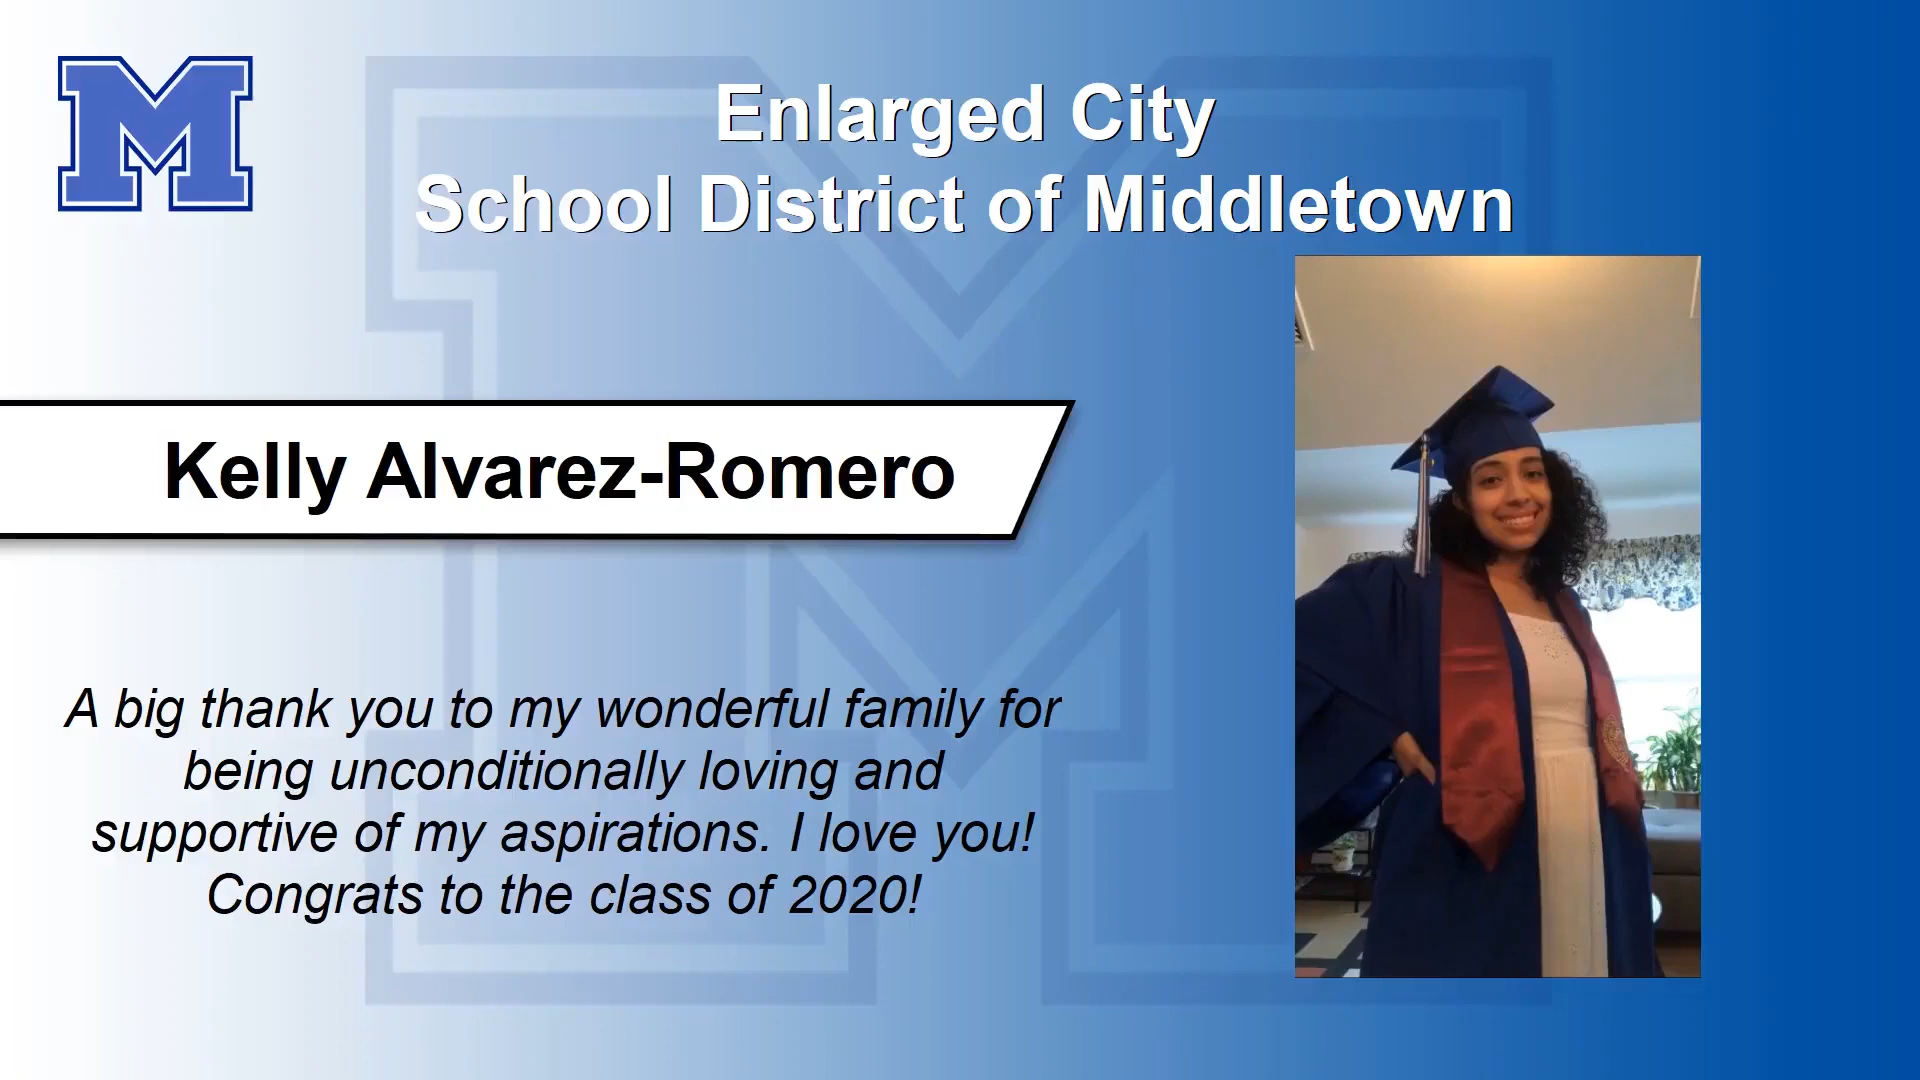 M
Enlarged City
School District of Middletown
Kelly Alvarez-Romero
A big thank you to my wonderful family for
being unconditionally loving and
supportive of my aspirations. I love you!
Congrats to the class of 2020!